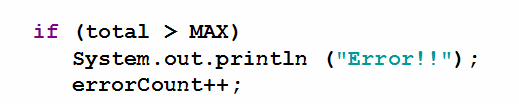 if (total > MAX)
System.out.println ("Error!!");
errorCount++;